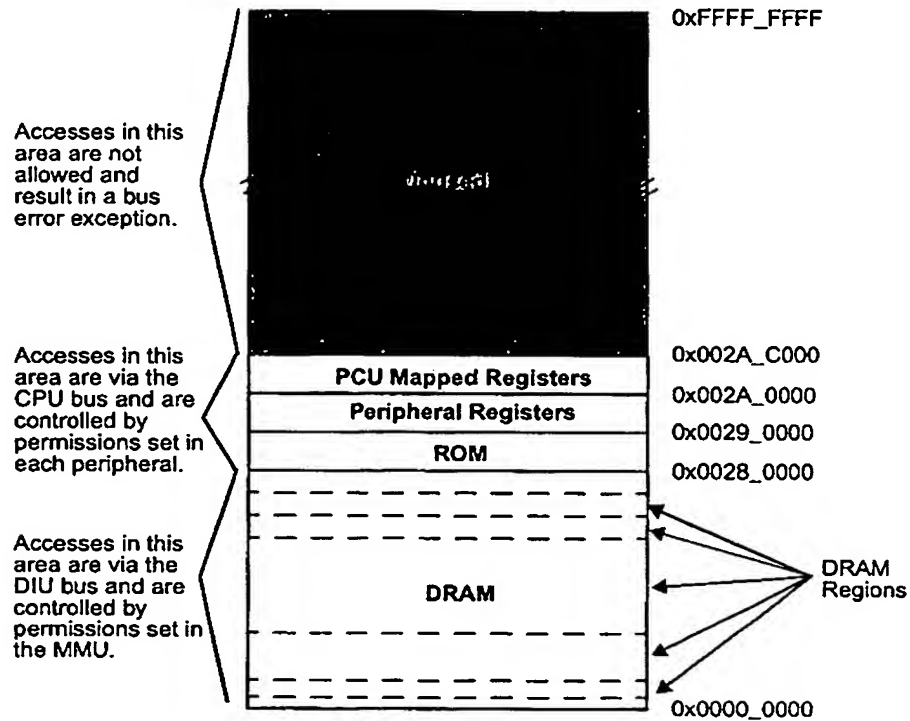 0xFFFF_FFFF
Accesses in this
area are not
allowed and
result in a bus
error exception.
0x002A_C000
Accesses in this
area are via the
CPU bus and are
controlled by
permissions set in
each peripheral.
PCU Mapped Registers
0x002A_0000
Peripheral Registers
0x0029_0000
ROM
0x0028_0000
Accesses in this
area are via the
DIU bus and are
controlled by
permissions set in
the MMU.
DRAM
DRAM
Regions
0x0000_0000